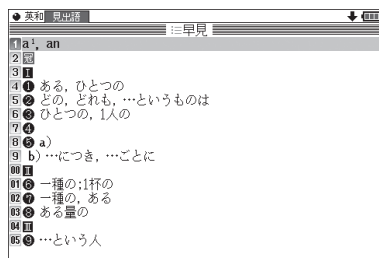 英和 見出語
早見
1 a¹, an
2 冠
3 Ⅰ
4 ❶ ある, ひとつの
5 ❷ どの, どれも, …というものは
6 ❸ ひとつの, 1人の
7 ❹
8 ❺ a)
9 b) …につき, …ごとに
00 Ⅱ
01 ❻ 一種の;1杯の
02 ❼ 一種の, ある
03 ❽ ある量の
04 Ⅲ
05 ❾ …という人